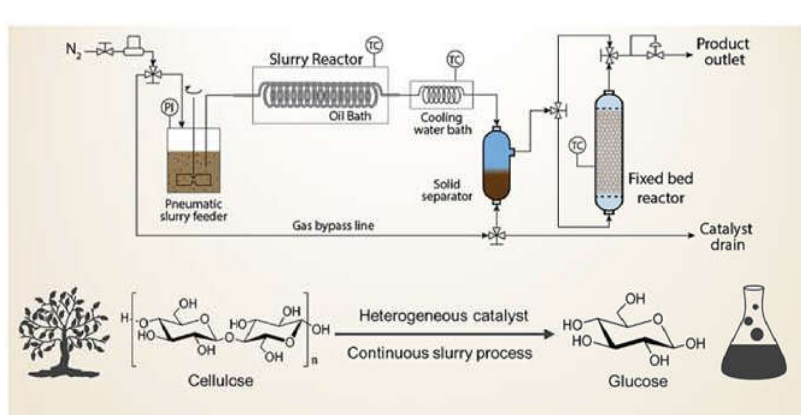 N2
TC
Slurry Reactor
TC
Product
outlet
PI
Oil Bath
Cooling
water bath
TC
Pneumatic
slurry feeder
Solid
separator
Fixed bed
reactor
Gas bypass line
Catalyst
drain
OH
OH
H
O
O
HO
OH
O
HO
O
OH
OH
OH
n
Cellulose
Heterogeneous catalyst
Continuous slurry process
OH
HO
O
HO
OH
OH
Glucose